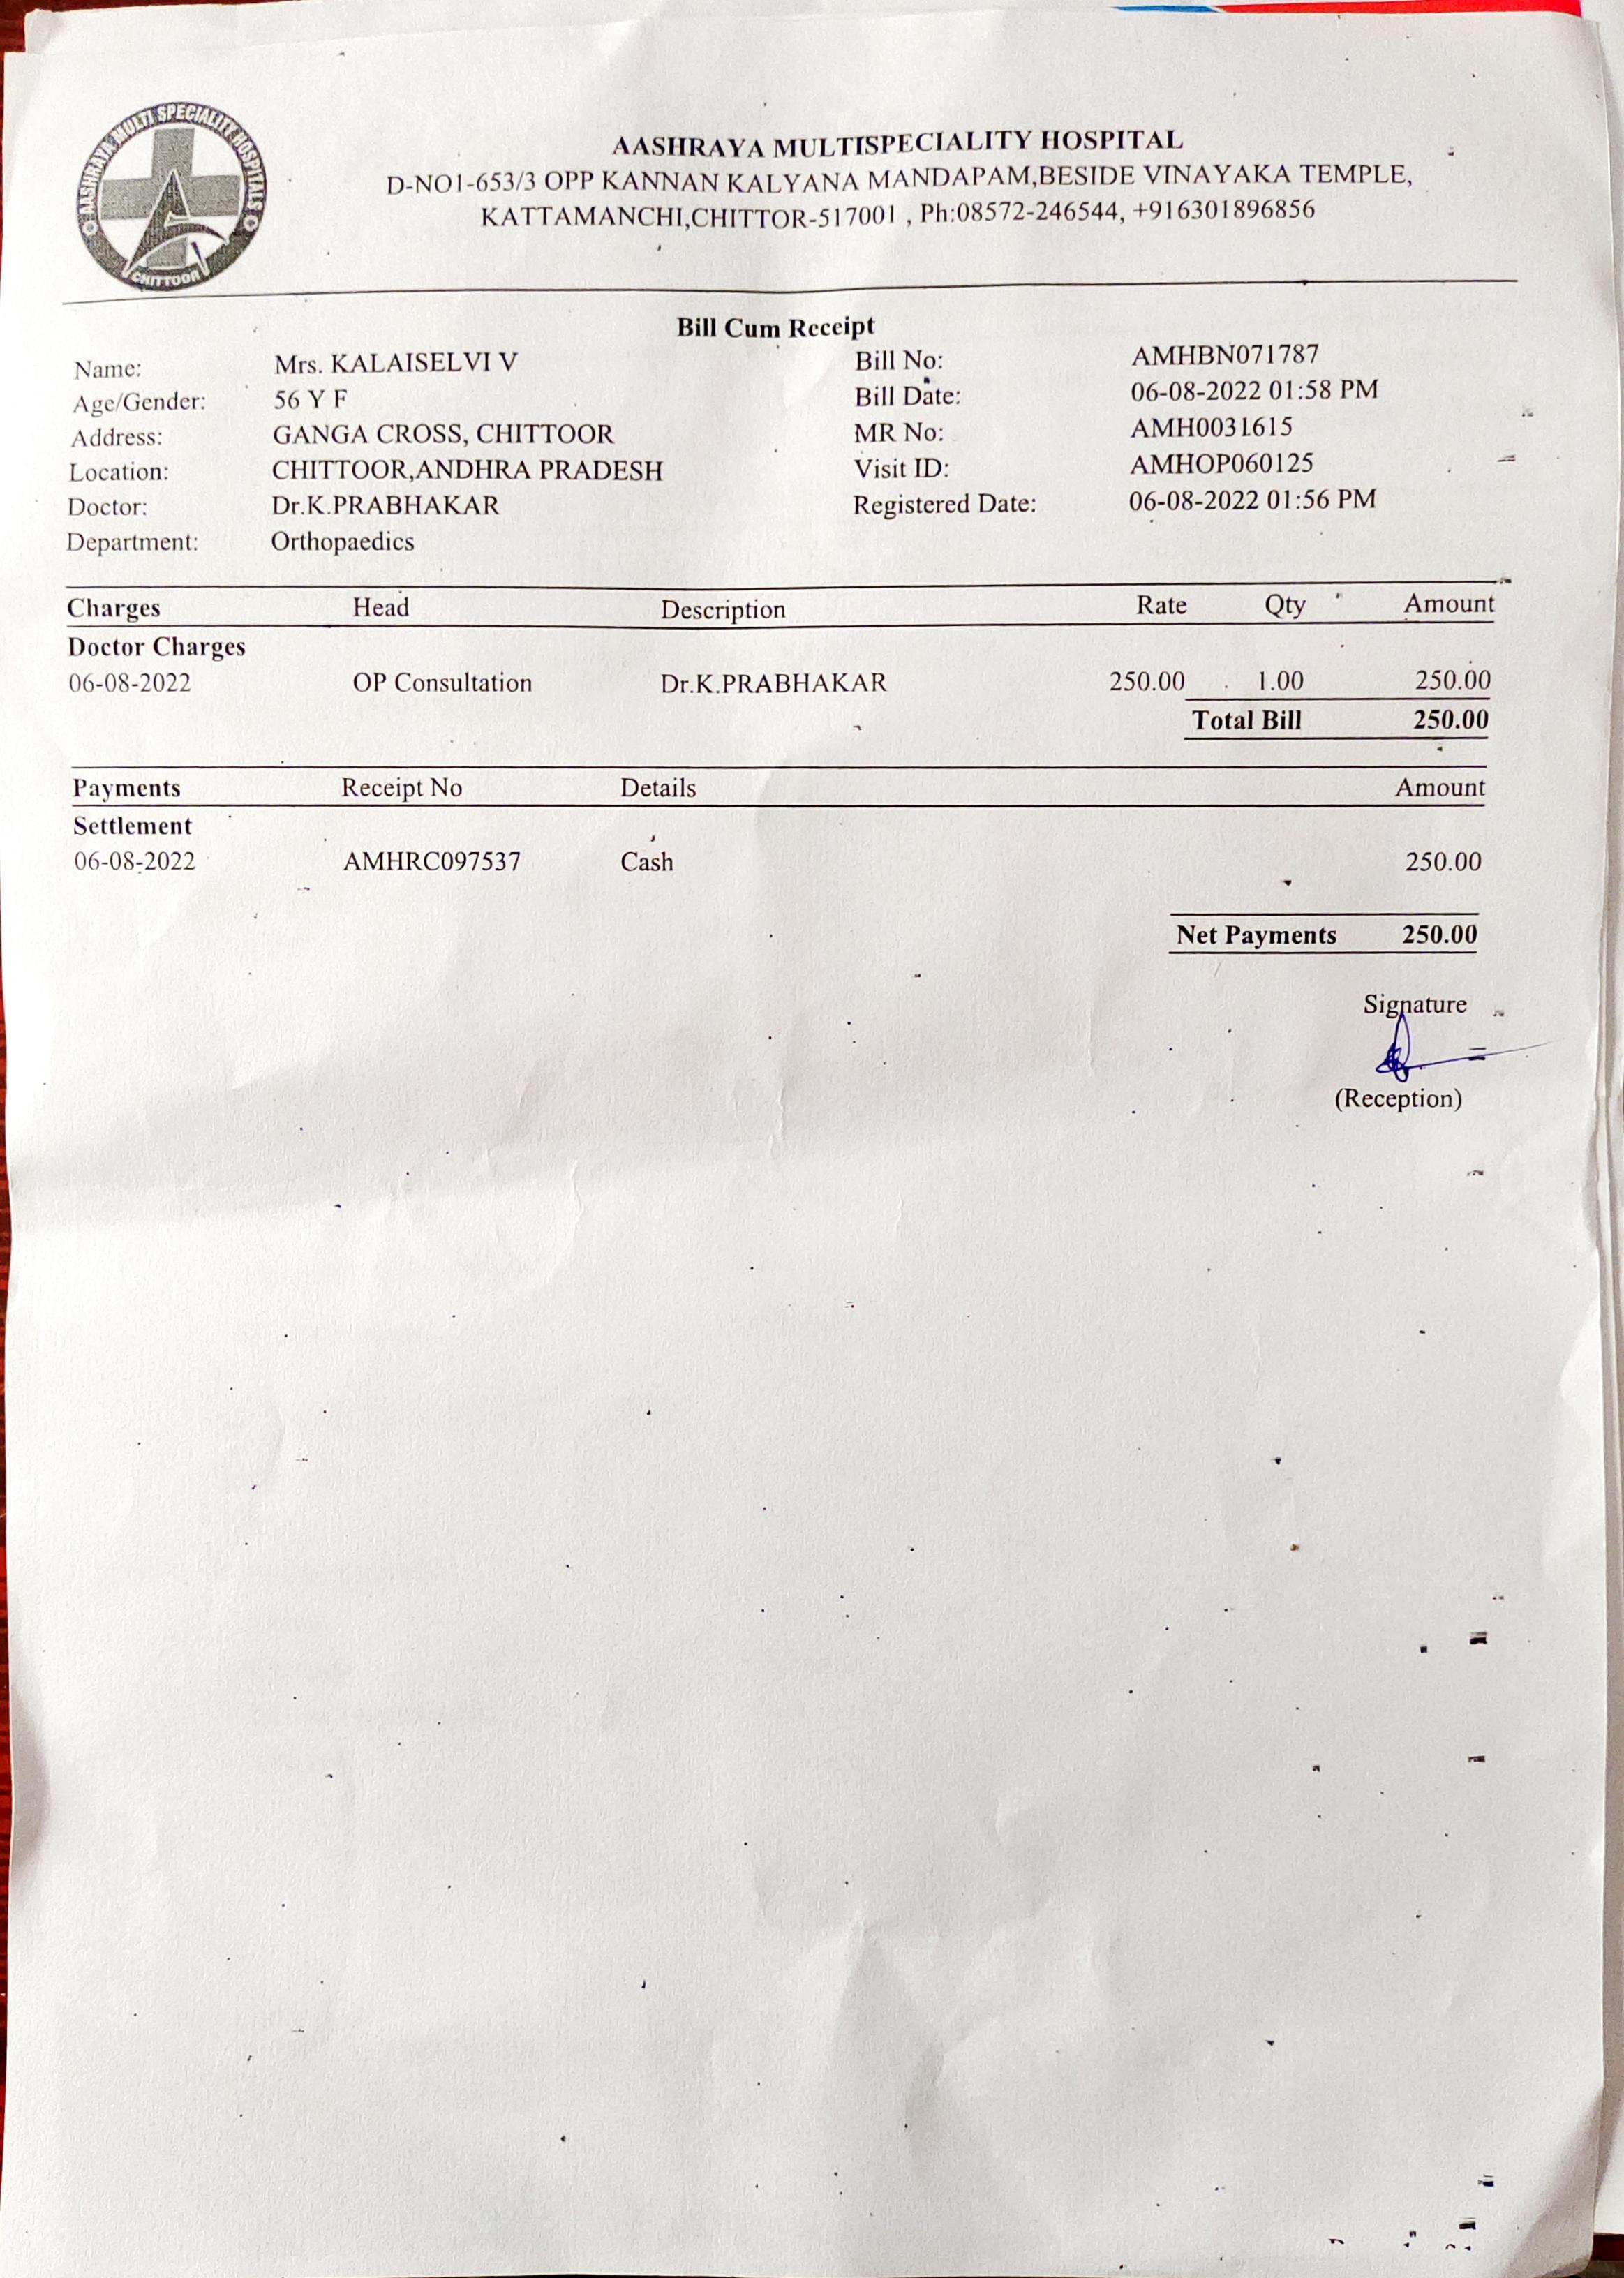 AASHRAYA MULTI SPECIALITY HOSPITALS
CHITTOOR
AASHRAYA MULTISPECIALITY HOSPITAL
D-NO1-653/3 OPP KANNAN KALYANA MANDAPAM,BESIDE VINAYAKA TEMPLE,
KATTAMANCHI,CHITTOR-517001 , Ph:08572-246544, +916301896856
Bill Cum Receipt
Name: Mrs. KALAISELVI V Bill No: AMHBN071787
Age/Gender: 56 Y F Bill Date: 06-08-2022 01:58 PM
Address: GANGA CROSS, CHITTOOR MR No: AMH0031615
Location: CHITTOOR,ANDHRA PRADESH Visit ID: AMHOP060125
Doctor: Dr.K.PRABHAKAR Registered Date: 06-08-2022 01:56 PM
Department: Orthopaedics
Charges Head Description Rate Qty Amount
Doctor Charges
06-08-2022 OP Consultation Dr.K.PRABHAKAR 250.00 1.00 250.00
Total Bill 250.00
Payments Receipt No Details Amount
Settlement
06-08-2022 AMHRC097537 Cash 250.00
Net Payments 250.00
Signature
(Reception)